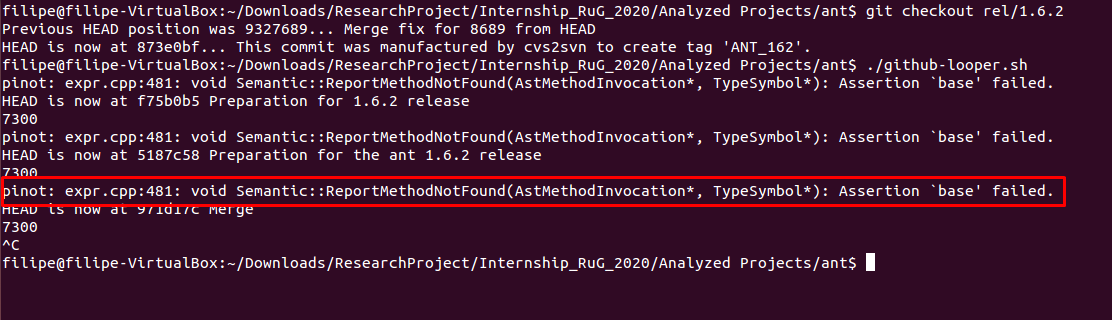 filipe@filipe-VirtualBox:~/Downloads/ResearchProject/Internship_RuG_2020/Analyzed Projects/ant$ git checkout rel/1.6.2
Previous HEAD position was 9327689... Merge fix for 8689 from HEAD
HEAD is now at 873e0bf... This commit was manufactured by cvs2svn to create tag 'ANT_162'.
filipe@filipe-VirtualBox:~/Downloads/ResearchProject/Internship_RuG_2020/Analyzed Projects/ant$ ./github-looper.sh
pinot: expr.cpp:481: void Semantic::ReportMethodNotFound(AstMethodInvocation*, TypeSymbol*): Assertion `base' failed.
HEAD is now at f75b0b5 Preparation for 1.6.2 release
7300
pinot: expr.cpp:481: void Semantic::ReportMethodNotFound(AstMethodInvocation*, TypeSymbol*): Assertion `base' failed.
HEAD is now at 5187c58 Preparation for the ant 1.6.2 release
7300
pinot: expr.cpp:481: void Semantic::ReportMethodNotFound(AstMethodInvocation*, TypeSymbol*): Assertion `base' failed.
HEAD is now at 971d17c Merge
7300
^C
filipe@filipe-VirtualBox:~/Downloads/ResearchProject/Internship_RuG_2020/Analyzed Projects/ant$